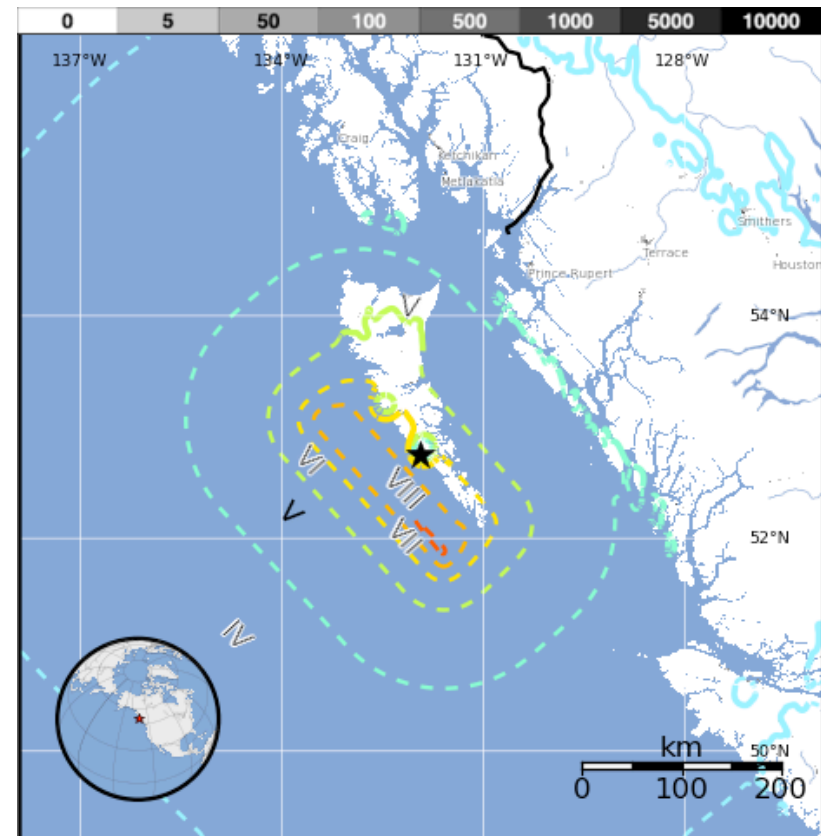 0 5 50 100 500 1000 5000 10000
137°W 134°W 131°W 128°W
Craig
Ketchikan
Metlakatla
Smithers
Terrace
Houston
Prince Rupert
V
54°N
VI
VIII
V
VII
52°N
IV
km
50°N
0 100 200